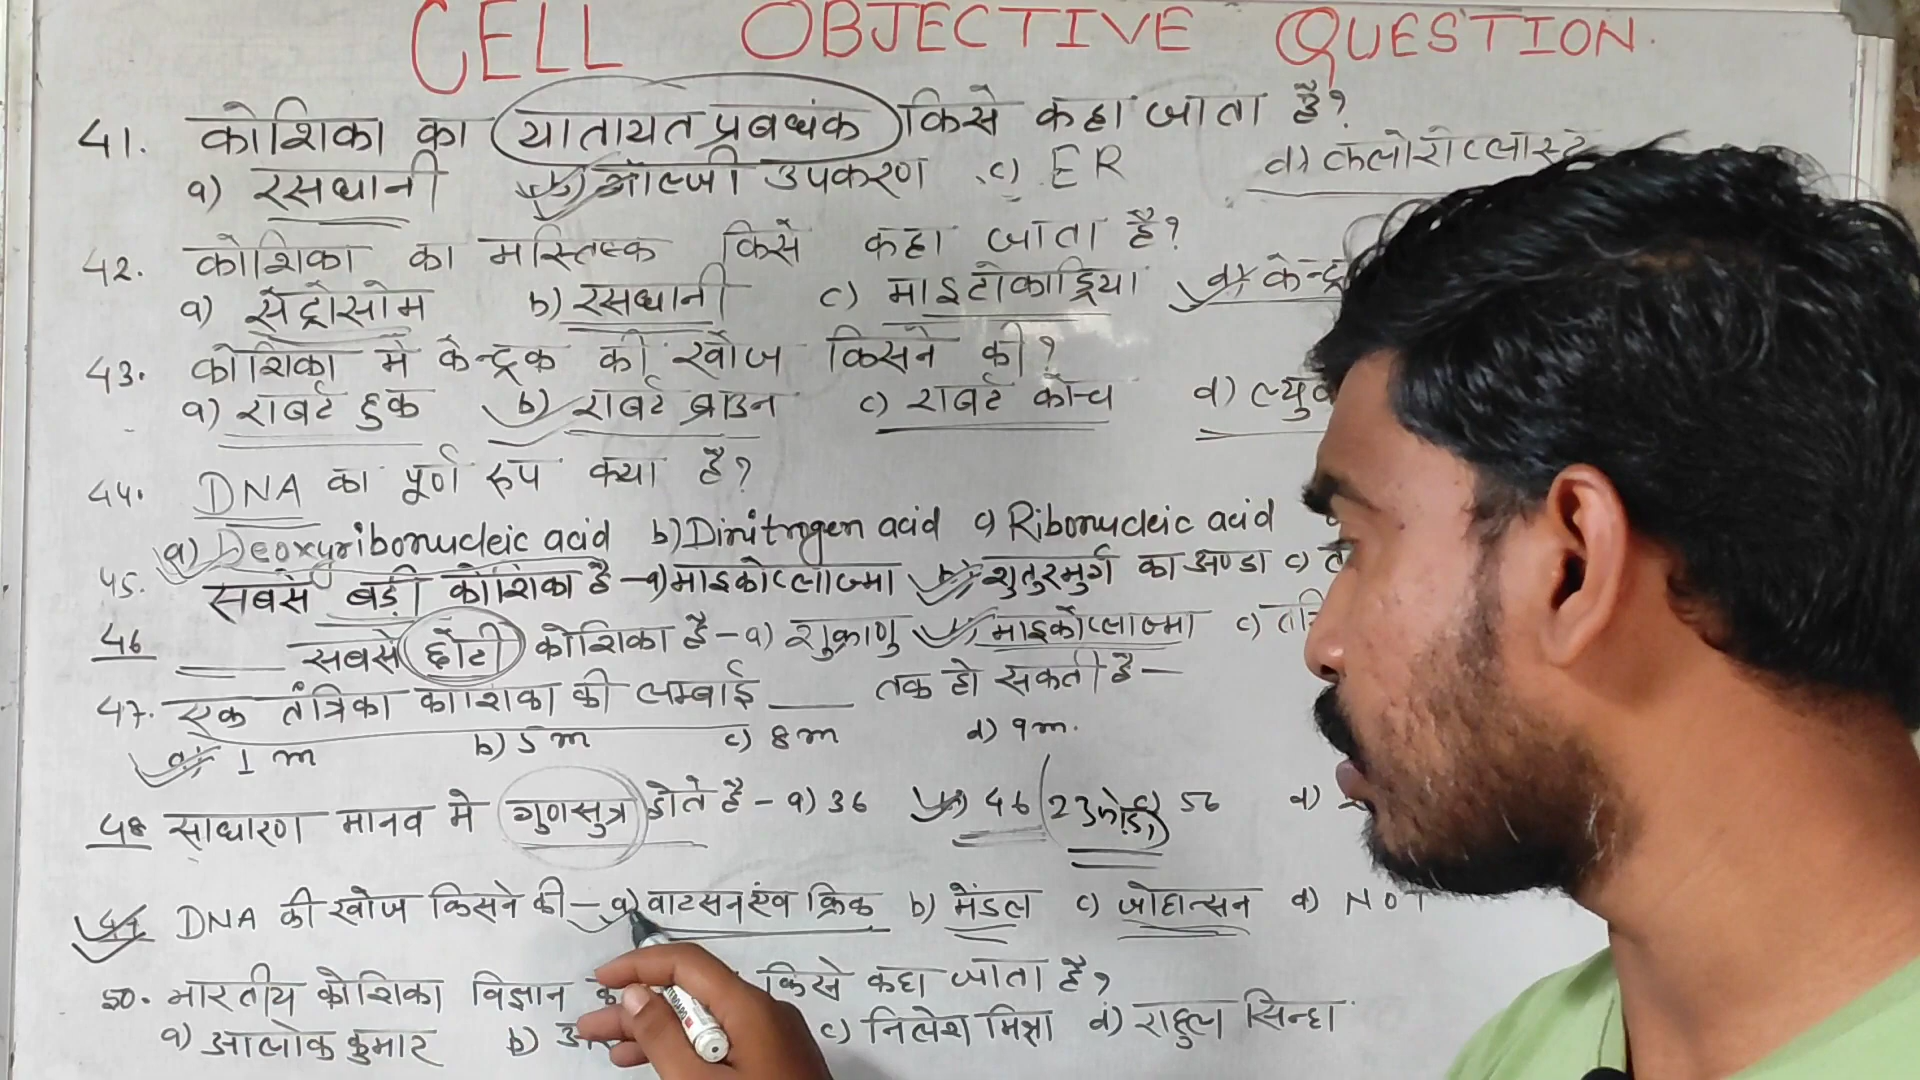 CELL OBJECTIVE QUESTION.
41. कोशिका का यातायत प्रबधंक किसे कहा जाता है?
a) रसधानी b) गॉल्जी उपकरण c) ER d) क्लोरोप्लास्ट
42. कोशिका का मस्तिष्क किसे कहा जाता है?
a) सेंट्रोसोम b) रसधानी c) माइटोकाड्रिया d)
43. कोशिका मे केन्द्रक की खोज किसने की?
a) राबर्ट हुक b) राबर्ट ब्राउन c) राबर्ट कोच d)
44. DNA का पूर्ण रूप क्या है?
a) Deoxyribonucleic acid b) Dinitrogen acid c) Ribonucleic acid
45. सबसे बड़ी कोशिका है – a) माइकोप्लाज्मा b) शुतुरमुर्ग का अण्डा c)
46 ____ सबसे छोटी कोशिका है – a) शुक्राणु b) माइकोप्लाज्मा c)
47. एक तंत्रिका कोशिका की लम्बाई ____ तक हो सकती है –
a) 1 m b) 5 m c) 8 m d) 9 m.
48 साधारण मानव मे गुणसुत्र होते है – a) 36 b) 46 (23 जोड़ी) c) 56 d)
49 DNA की खोज किसने की – a) वाटसन एंव क्रिक b) मेंडल c) जोहान्सन d) NOT
50. भारतीय कोशिका विज्ञान किसे कहा जाता है?
a) आलोक कुमार b) c) निलेश मिश्रा d) राहुल सिन्हा